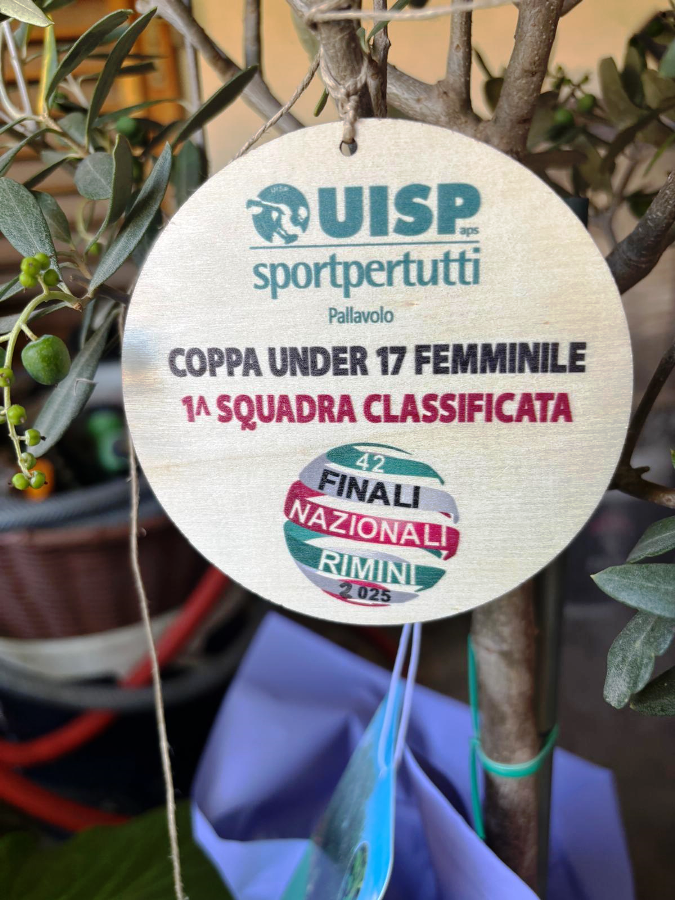 UISP
aps
sportpertutti
Pallavolo
COPPA UNDER 17 FEMMINILE
1^ SQUADRA CLASSIFICATA
42
FINALI
NAZIONALI
RIMINI
2025